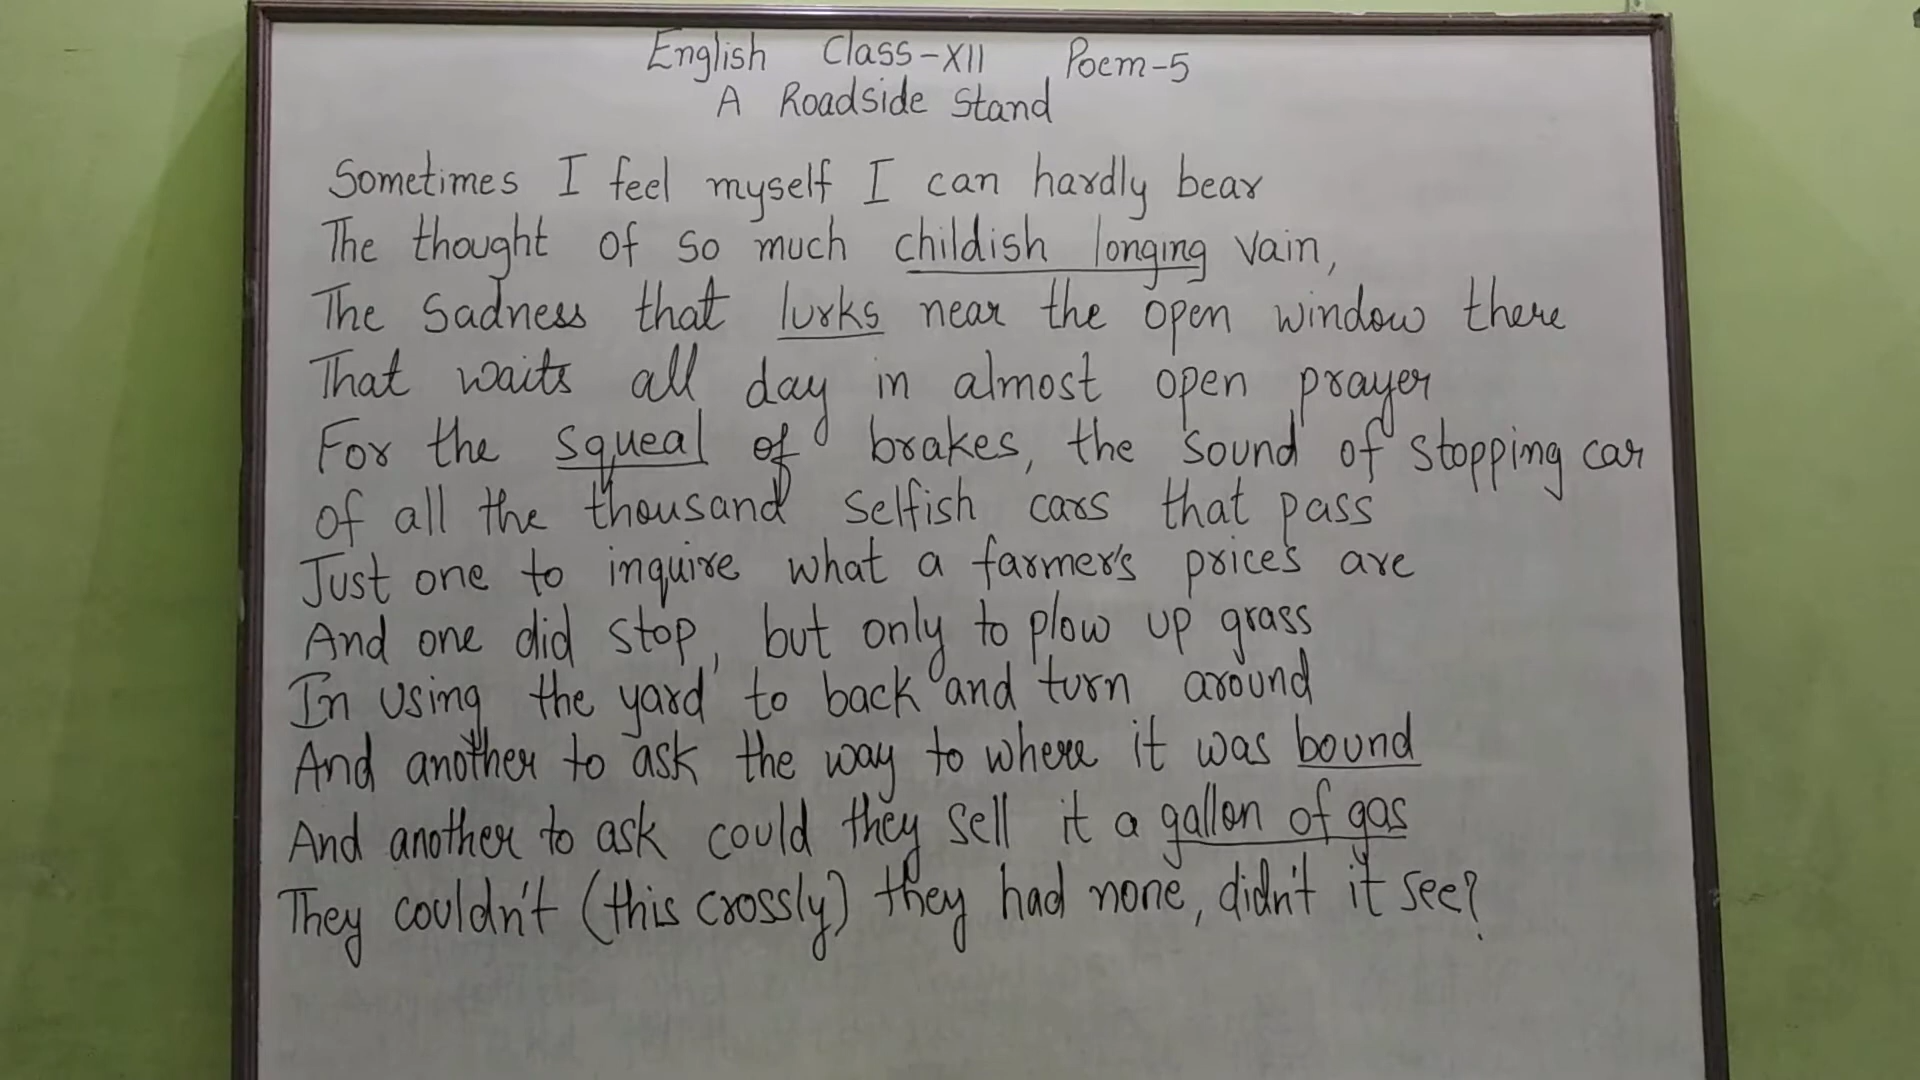 English Class-XII Poem-5
A Roadside Stand
Sometimes I feel myself I can hardly bear
The thought of so much childish longing vain,
The Sadness that lurks near the open window there
That waits all day in almost open prayer
For the squeal of brakes, the sound of stopping car
of all the thousand selfish cars that pass
Just one to inquire what a farmer's prices are
And one did stop, but only to plow up grass
In using the yard to back and turn around
And another to ask the way to where it was bound
And another to ask could they sell it a gallon of gas
They couldn't (this crossly) they had none, didn't it see?